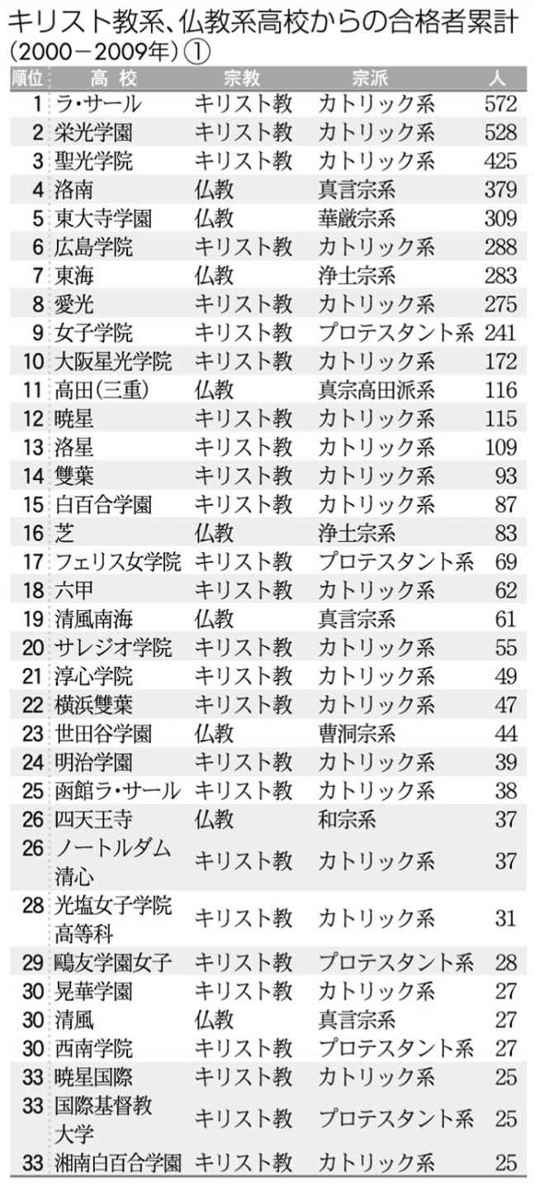 キリスト教系、仏教系高校からの合格者累計
(2000－2009年)①
順位 高校 宗教 宗派 人
1 ラ・サール キリスト教 カトリック系 572
2 栄光学園 キリスト教 カトリック系 528
3 聖光学院 キリスト教 カトリック系 425
4 洛南 仏教 真言宗系 379
5 東大寺学園 仏教 華厳宗系 309
6 広島学院 キリスト教 カトリック系 288
7 東海 仏教 浄土宗系 283
8 愛光 キリスト教 カトリック系 275
9 女子学院 キリスト教 プロテスタント系 241
10 大阪星光学院 キリスト教 カトリック系 172
11 高田(三重) 仏教 真宗高田派系 116
12 暁星 キリスト教 カトリック系 115
13 洛星 キリスト教 カトリック系 109
14 雙葉 キリスト教 カトリック系 93
15 白百合学園 キリスト教 カトリック系 87
16 芝 仏教 浄土宗系 83
17 フェリス女学院 キリスト教 プロテスタント系 69
18 六甲 キリスト教 カトリック系 62
19 清風南海 仏教 真言宗系 61
20 サレジオ学院 キリスト教 カトリック系 55
21 淳心学院 キリスト教 カトリック系 49
22 横浜雙葉 キリスト教 カトリック系 47
23 世田谷学園 仏教 曹洞宗系 44
24 明治学園 キリスト教 カトリック系 39
25 函館ラ・サール キリスト教 カトリック系 38
26 四天王寺 仏教 和宗系 37
26 ノートルダム
清心 キリスト教 カトリック系 37
28 光塩女子学院
高等科 キリスト教 カトリック系 31
29 鷗友学園女子 キリスト教 プロテスタント系 28
30 晃華学園 キリスト教 カトリック系 27
30 清風 仏教 真言宗系 27
30 西南学院 キリスト教 プロテスタント系 27
33 暁星国際 キリスト教 カトリック系 25
33 国際基督教
大学 キリスト教 プロテスタント系 25
33 湘南白百合学園 キリスト教 カトリック系 25